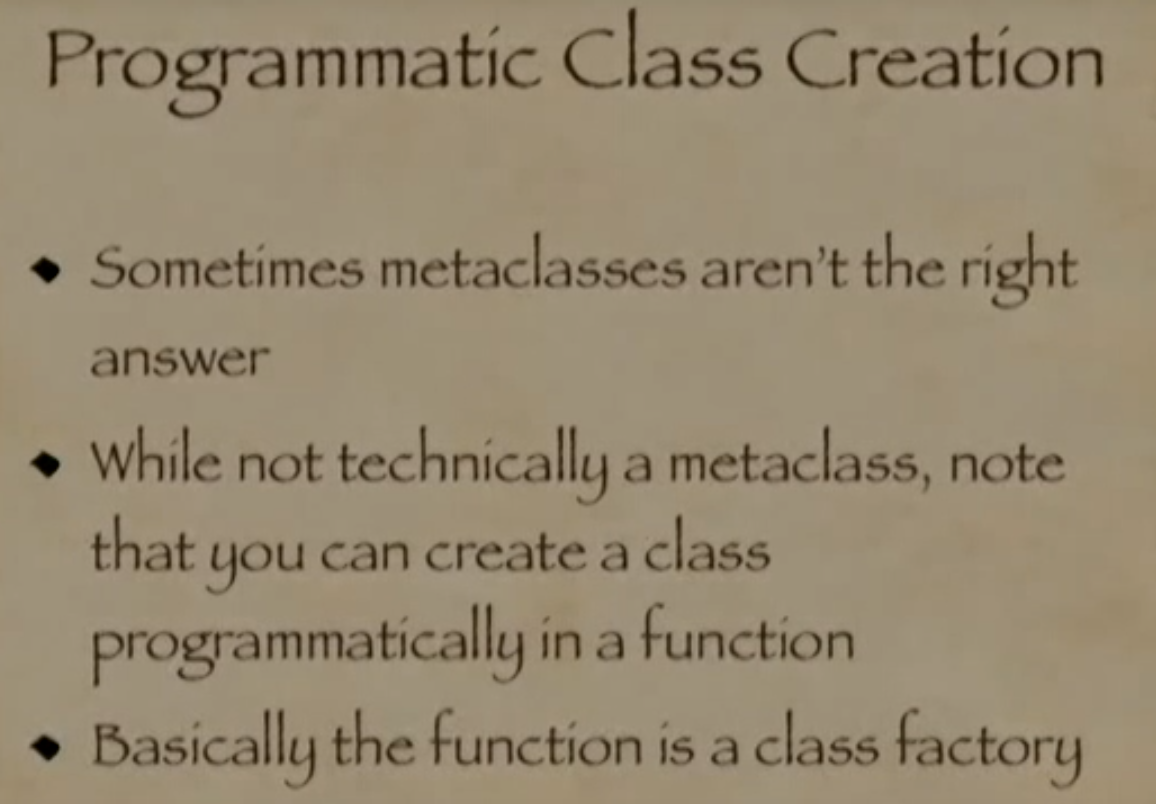 Programmatic Class Creation
◆ Sometimes metaclasses aren't the right
answer
◆ While not technically a metaclass, note
that you can create a class
programmatically in a function
◆ Basically the function is a class factory